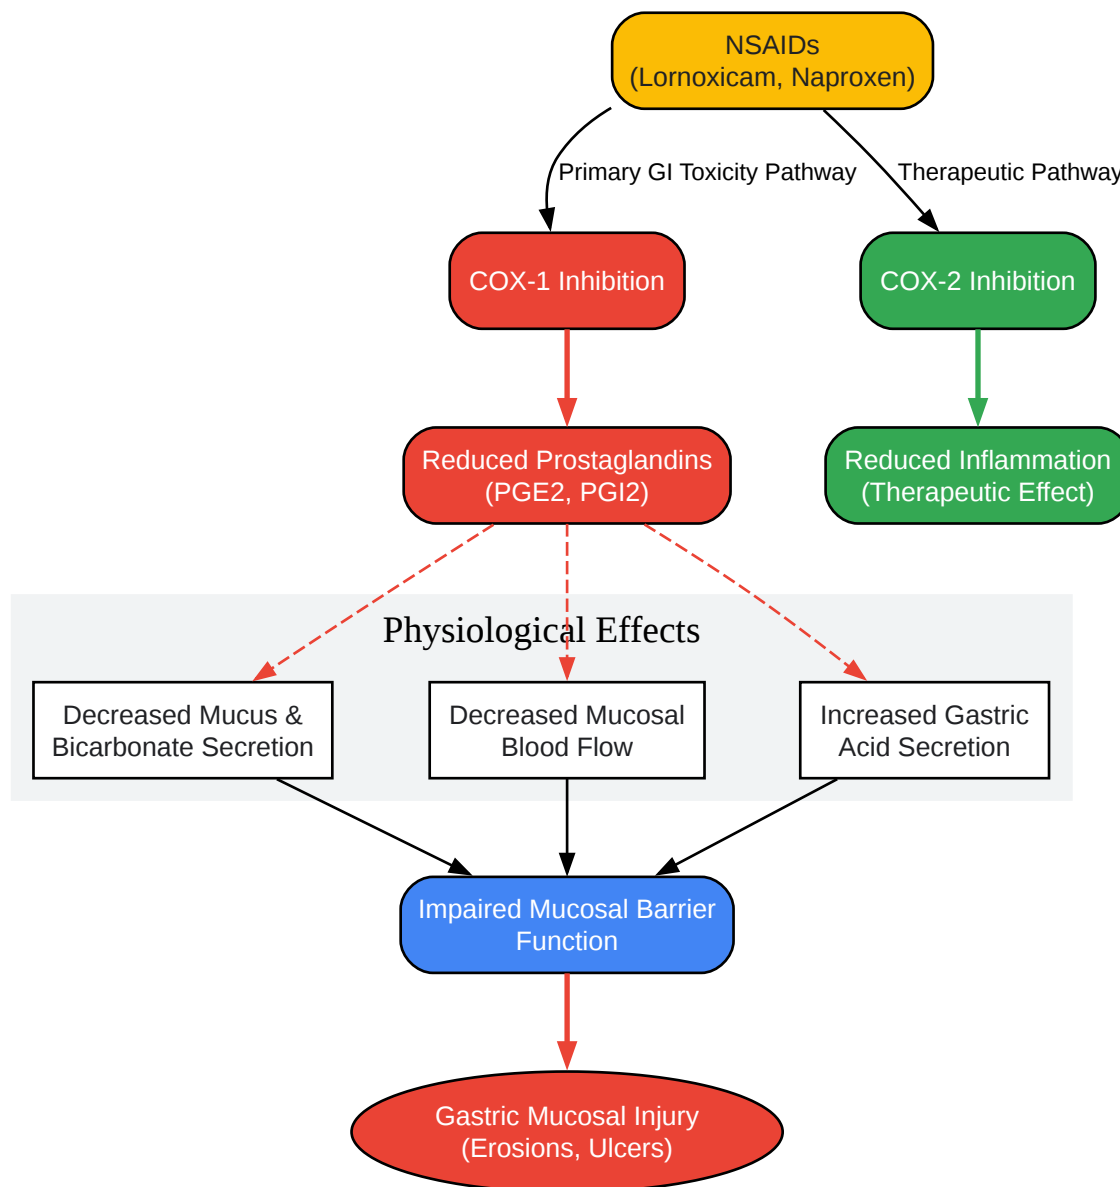 NSAIDs
(Lornoxicam, Naproxen)
Primary GI Toxicity Pathway
Therapeutic Pathway
COX-1 Inhibition
COX-2 Inhibition
Reduced Prostaglandins
(PGE2, PGI2)
Reduced Inflammation
(Therapeutic Effect)
Physiological Effects
Decreased Mucus &
Bicarbonate Secretion
Decreased Mucosal
Blood Flow
Increased Gastric
Acid Secretion
Impaired Mucosal Barrier
Function
Gastric Mucosal Injury
(Erosions, Ulcers)